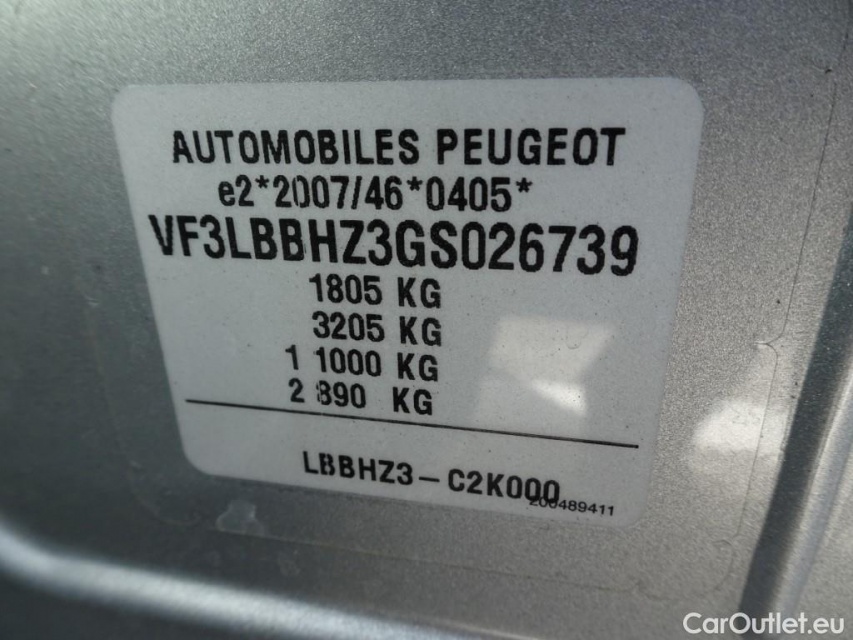 AUTOMOBILES PEUGEOT
e2*2007/46*0405*
VF3LBBHZ3GS026739
1805 KG
3205 KG
1 1000 KG
2 890 KG
LBBHZ3-C2K000
200489411
CarOutlet.eu